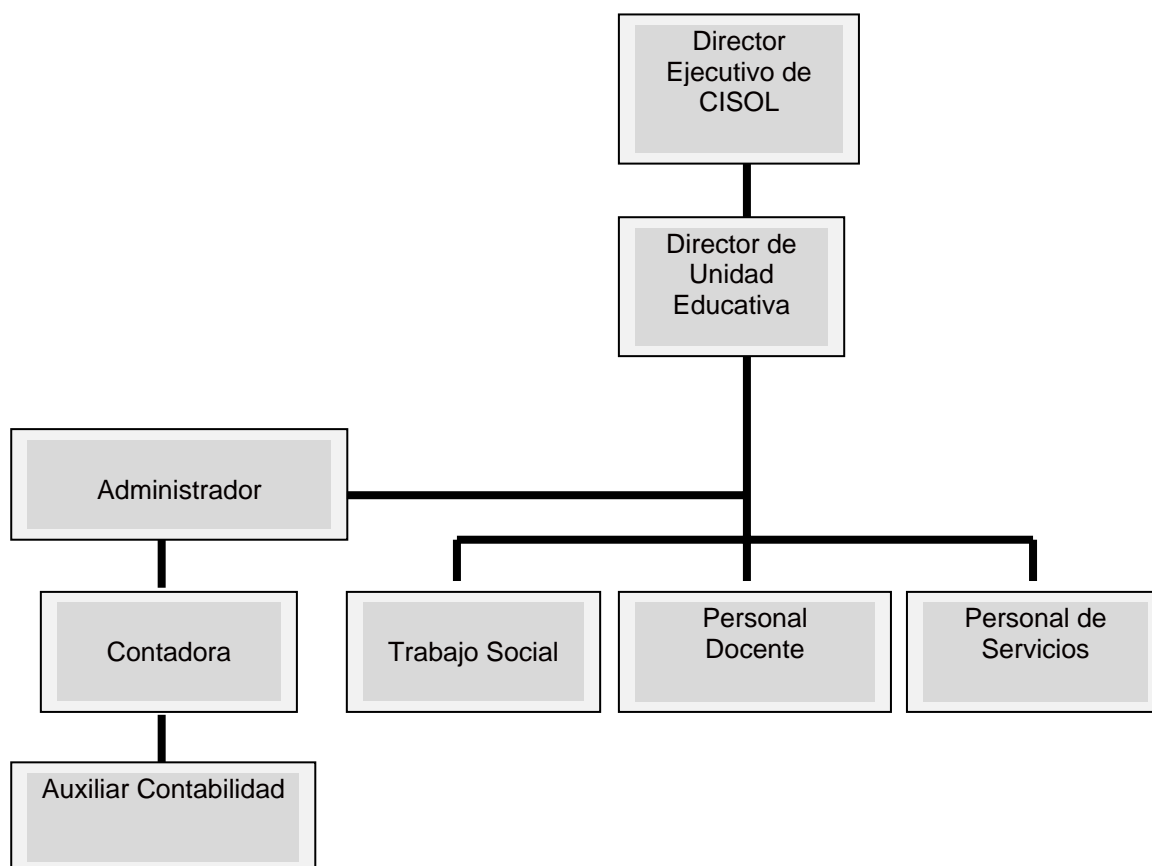 Director
Ejecutivo de
CISOL
Director de
Unidad
Educativa
Administrador
Contadora
Trabajo Social
Personal
Docente
Personal de
Servicios
Auxiliar Contabilidad